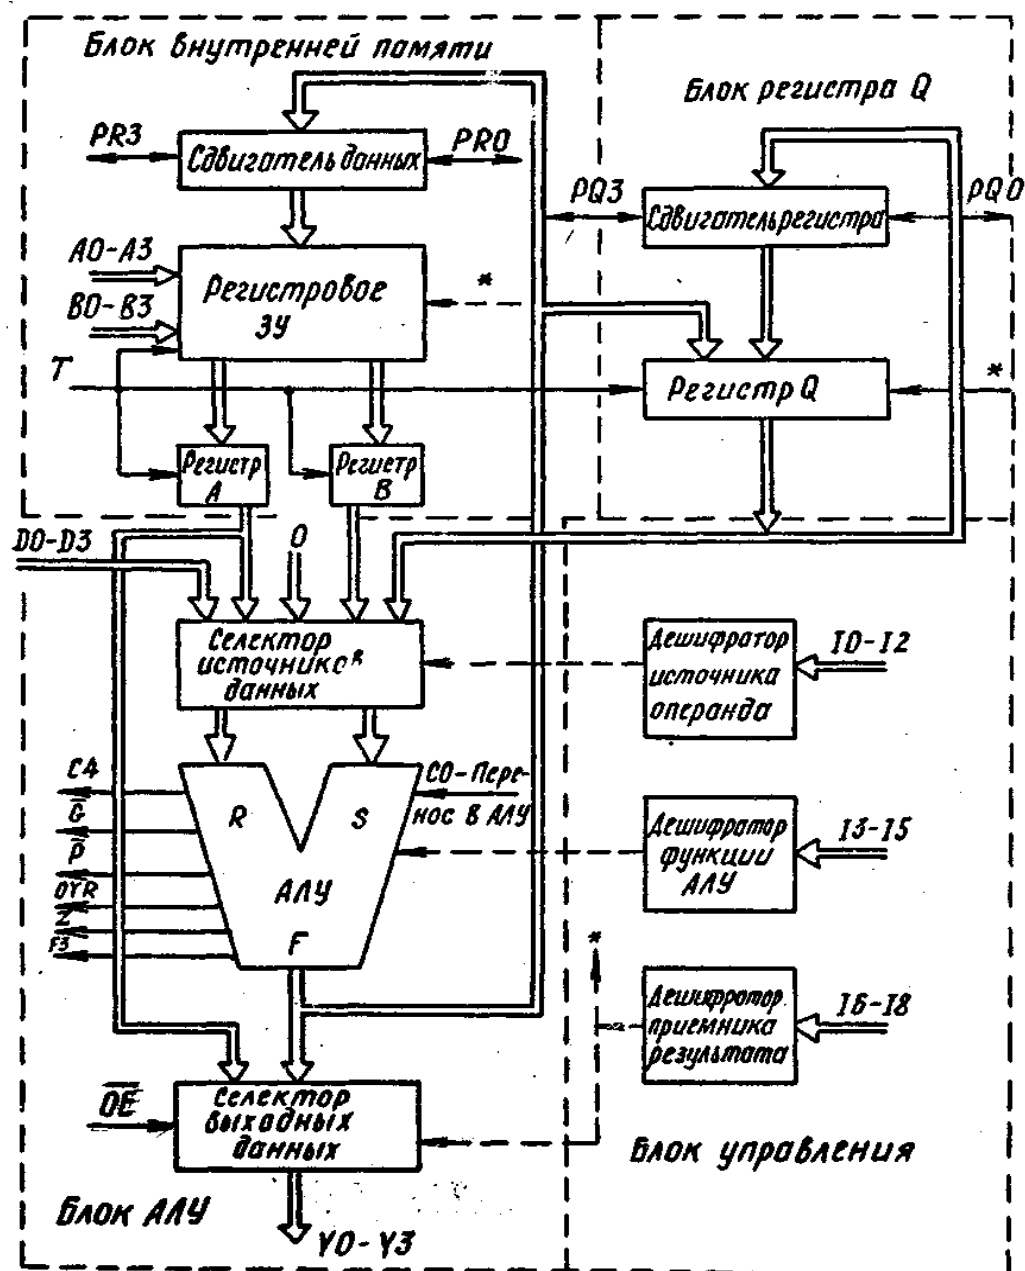 Блок внутренней памяти
Блок регистра Q
PR3
Сдвигатель данных
PR0
PQ3
Сдвигатель регистра
PQ0
A0-A3
B0-B3
Регистровое
ЗУ
*
T
Регистр Q
*
Регистр
A
Регистр
B
D0-D3
0
Селектор
источников
данных
Дешифратор
источника
операнда
I0-I2
C4
G̅
P̅
OYR
Z
F3
R
S
АЛУ
F
C0-Пере-
нос в АЛУ
Дешифратор
функции
АЛУ
I3-I5
*
Дешифратор
приемника
результата
I6-I8
O̅E̅
Селектор
выходных
данных
Блок управления
Блок АЛУ
Y0-Y3